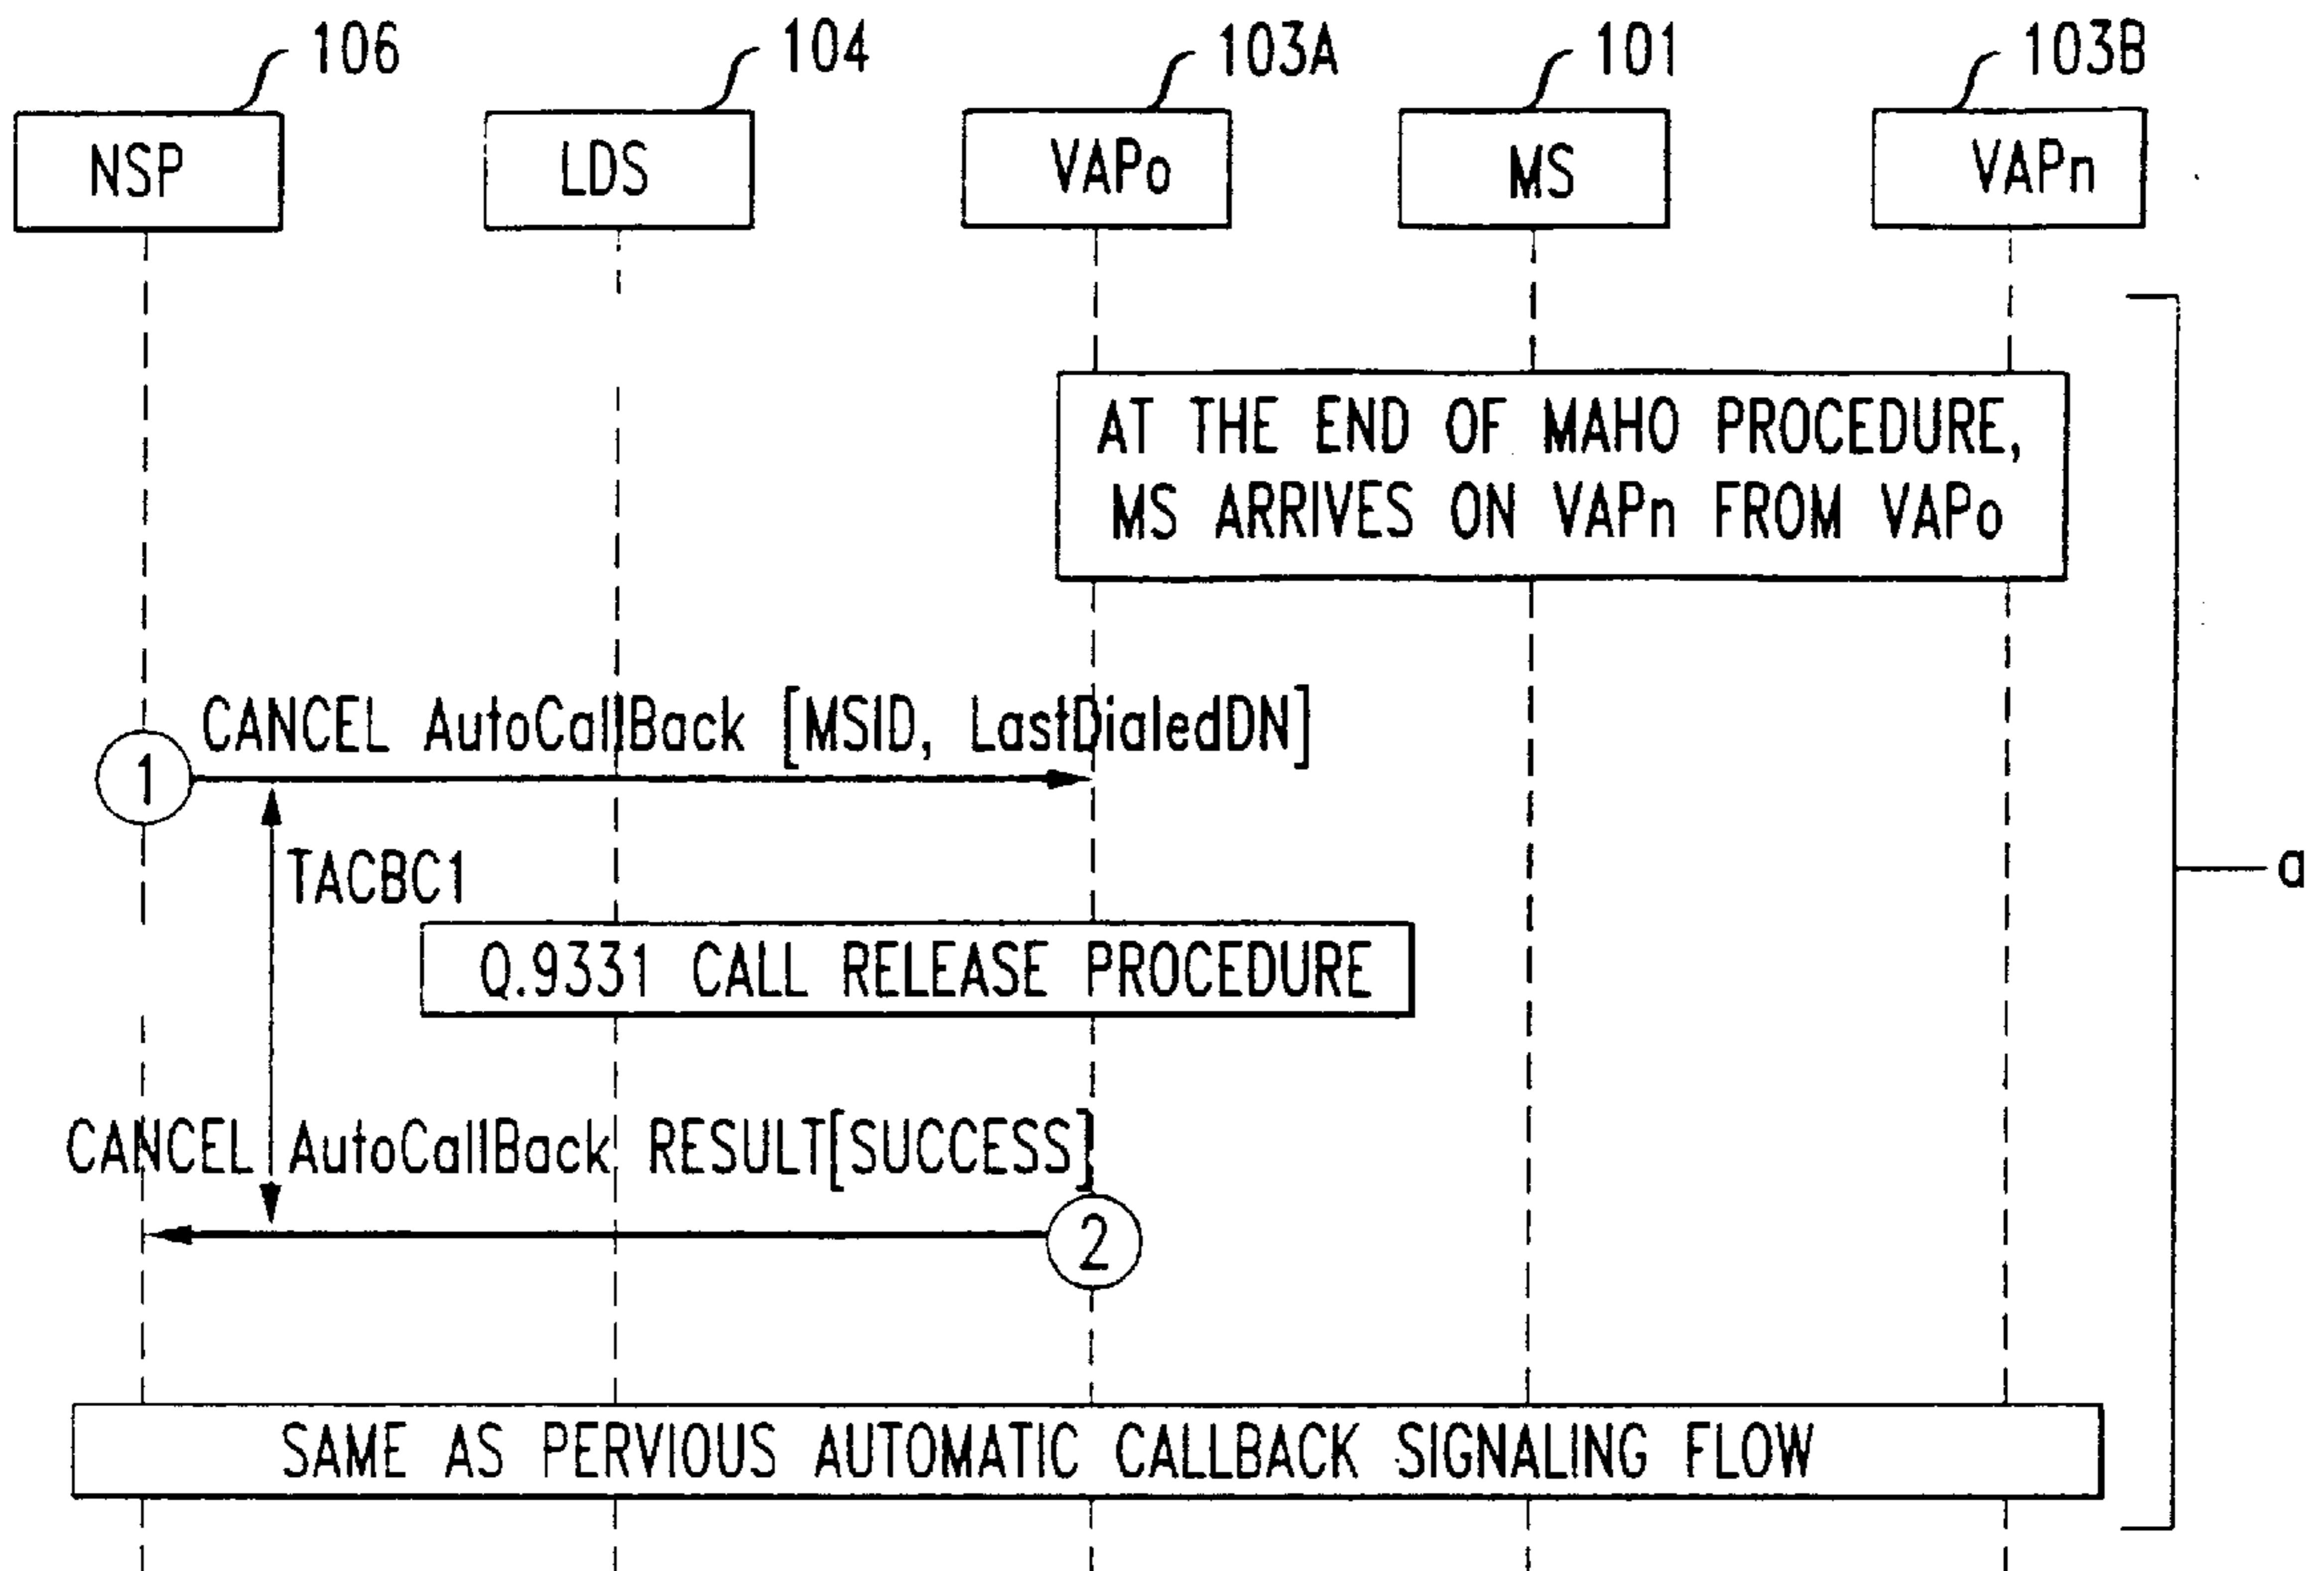 106
104
103A
101
103B
NSP
LDS
VAPo
MS
VAPn
AT THE END OF MAHO PROCEDURE,
MS ARRIVES ON VAPn FROM VAPo
CANCEL AutoCallBack [MSID, LastDialedDN]
1
TACBC1
a
Q.9331 CALL RELEASE PROCEDURE
CANCEL AutoCallBack RESULT[SUCCESS]
2
SAME AS PERVIOUS AUTOMATIC CALLBACK SIGNALING FLOW